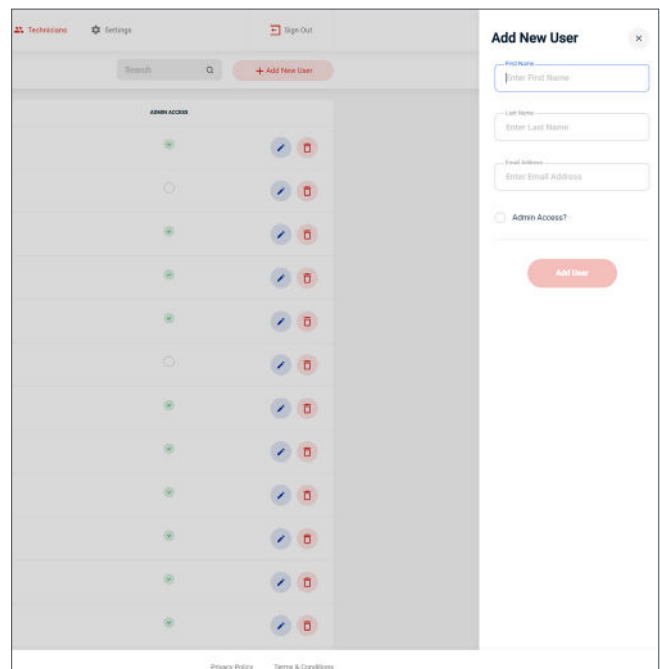 Technicians Settings Sign Out
Search + Add New User
ADMIN ACCESS
Add New User
First Name
Enter First Name
Last Name
Enter Last Name
Email Address
Enter Email Address
Admin Access?
Add User
Privacy Policy Terms & Conditions